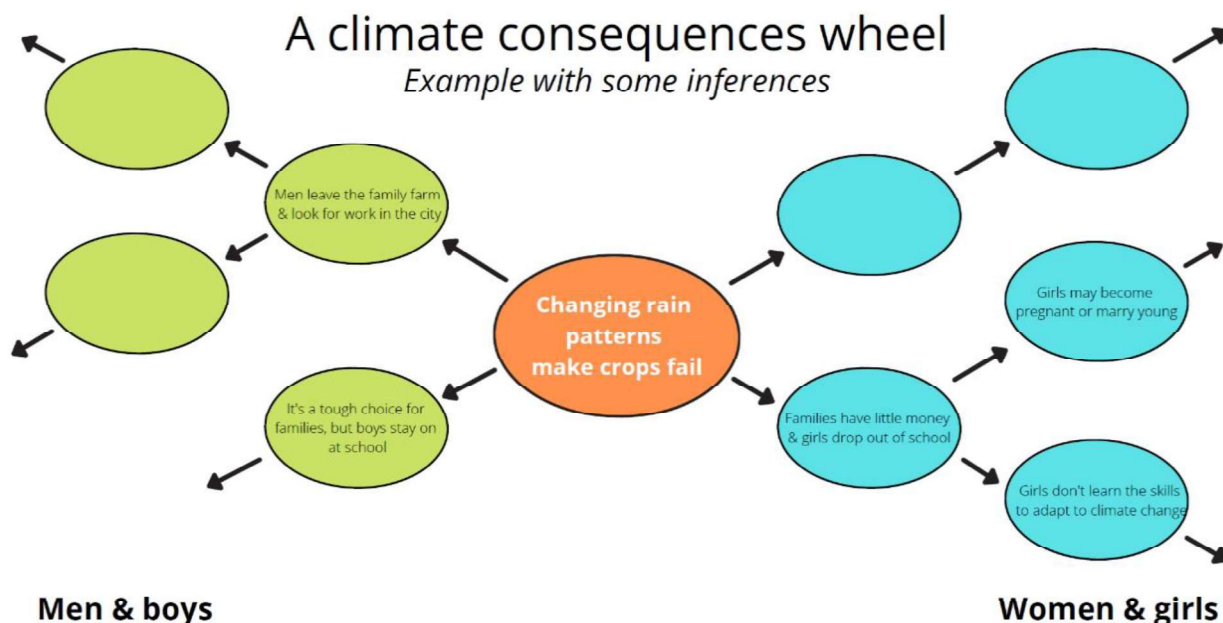 A climate consequences wheel
Example with some inferences
Men leave the family farm
& look for work in the city
Changing rain
patterns
make crops fail
Girls may become
pregnant or marry young
It's a tough choice for
families, but boys stay on
at school
Families have little money
& girls drop out of school
Girls don't learn the skills
to adapt to climate change
Men & boys
Women & girls